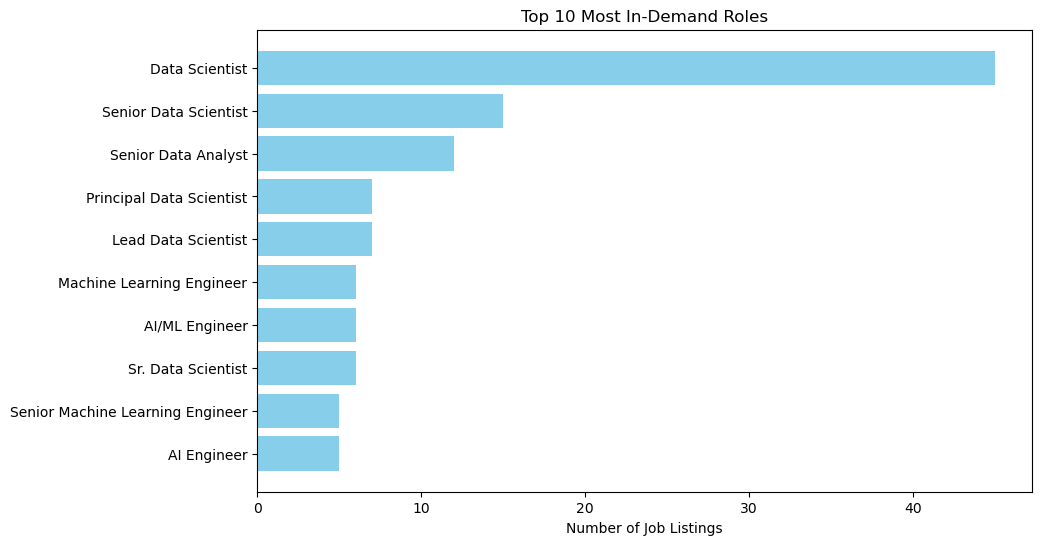 Top 10 Most In-Demand Roles
Data Scientist
Senior Data Scientist
Senior Data Analyst
Principal Data Scientist
Lead Data Scientist
Machine Learning Engineer
AI/ML Engineer
Sr. Data Scientist
Senior Machine Learning Engineer
AI Engineer
0 10 20 30 40
Number of Job Listings